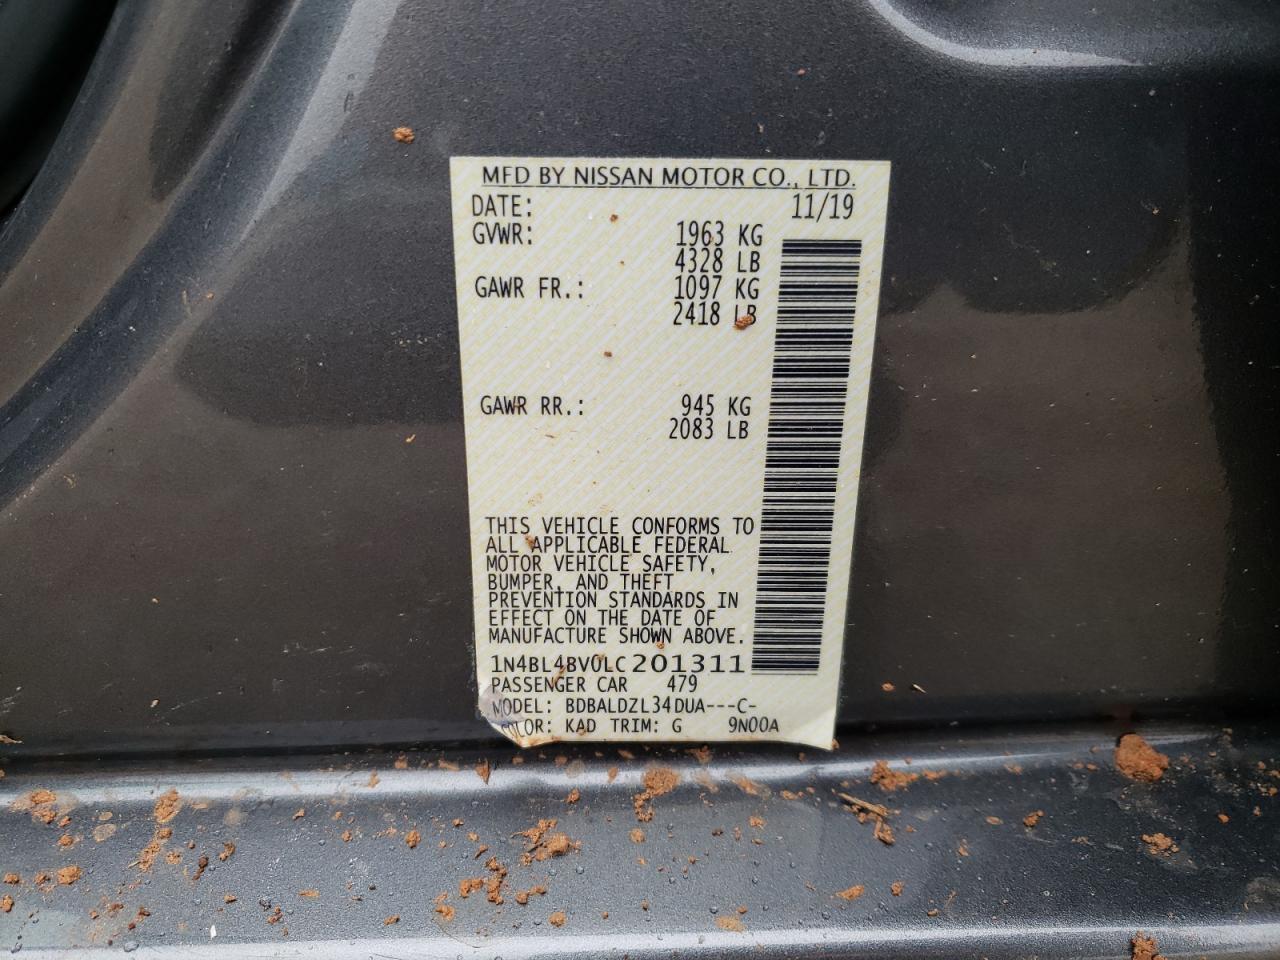 MFD BY NISSAN MOTOR CO., LTD.
DATE: 11/19
GVWR: 1963 KG
4328 LB
GAWR FR.: 1097 KG
2418 LB
GAWR RR.: 945 KG
2083 LB
THIS VEHICLE CONFORMS TO
ALL APPLICABLE FEDERAL
MOTOR VEHICLE SAFETY,
BUMPER, AND THEFT
PREVENTION STANDARDS IN
EFFECT ON THE DATE OF
MANUFACTURE SHOWN ABOVE.
1N4BL4BV0LC201311
PASSENGER CAR 479
MODEL: BDBALDZL34DUA---C-
COLOR: KAD TRIM: G 9N00A